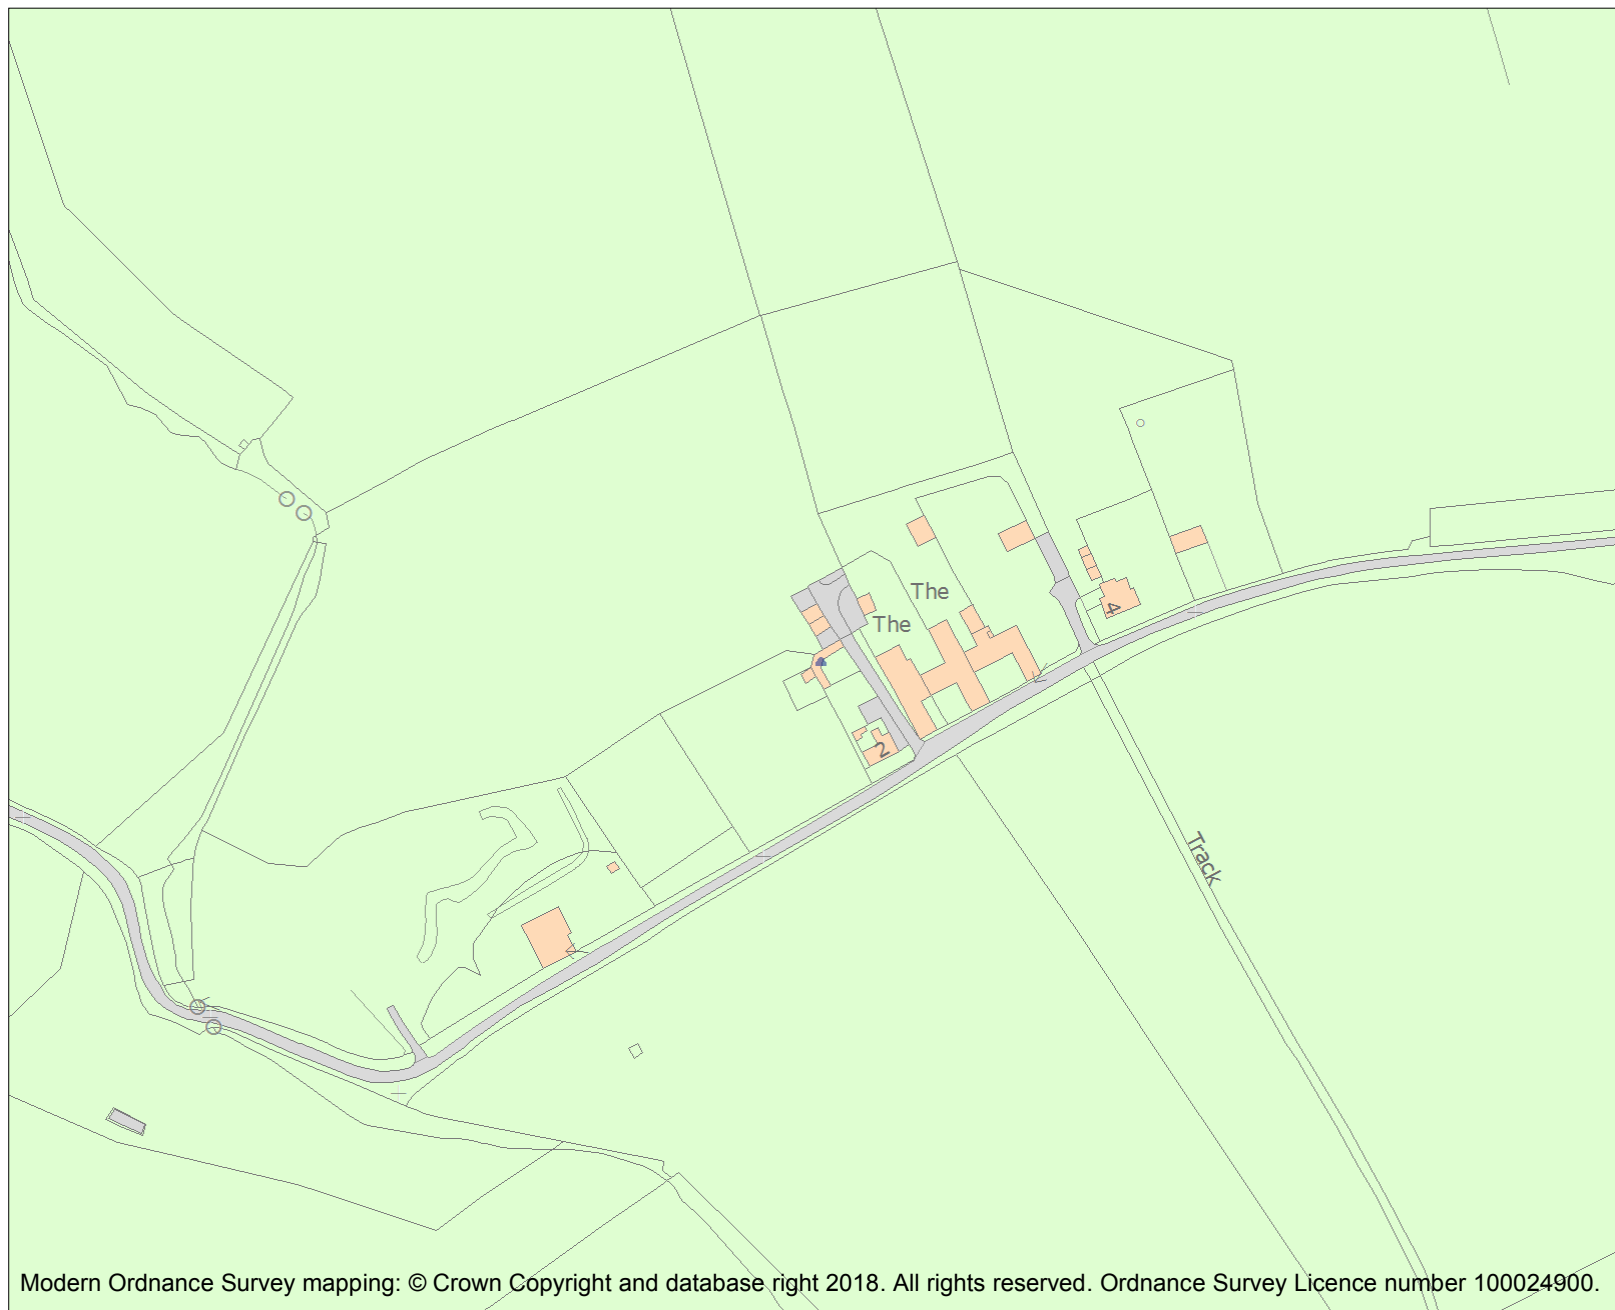 The
The
4
2
Track
Modern Ordnance Survey mapping: © Crown Copyright and database right 2018. All rights reserved. Ordnance Survey Licence number 100024900.